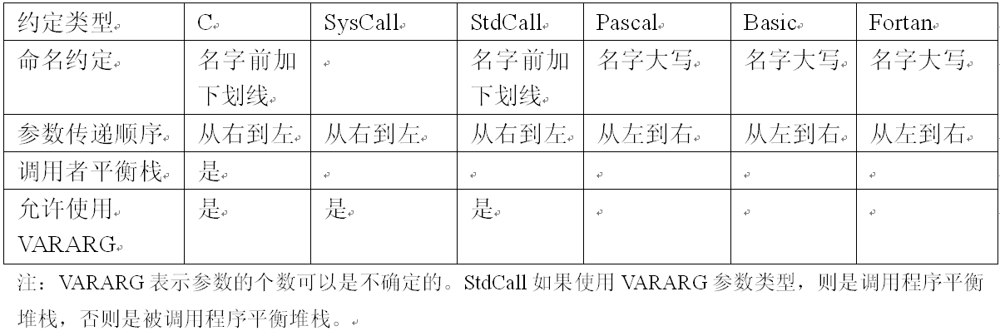 约定类型 C SysCall StdCall Pascal Basic Fortan
命名约定 名字前加下划线 名字前加下划线 名字大写 名字大写 名字大写
参数传递顺序 从右到左 从右到左 从右到左 从左到右 从左到右 从左到右
调用者平衡栈 是
允许使用VARARG 是 是 是
注：VARARG 表示参数的个数可以是不确定的。StdCall 如果使用 VARARG 参数类型，则是调用程序平衡
堆栈，否则是被调用程序平衡堆栈。